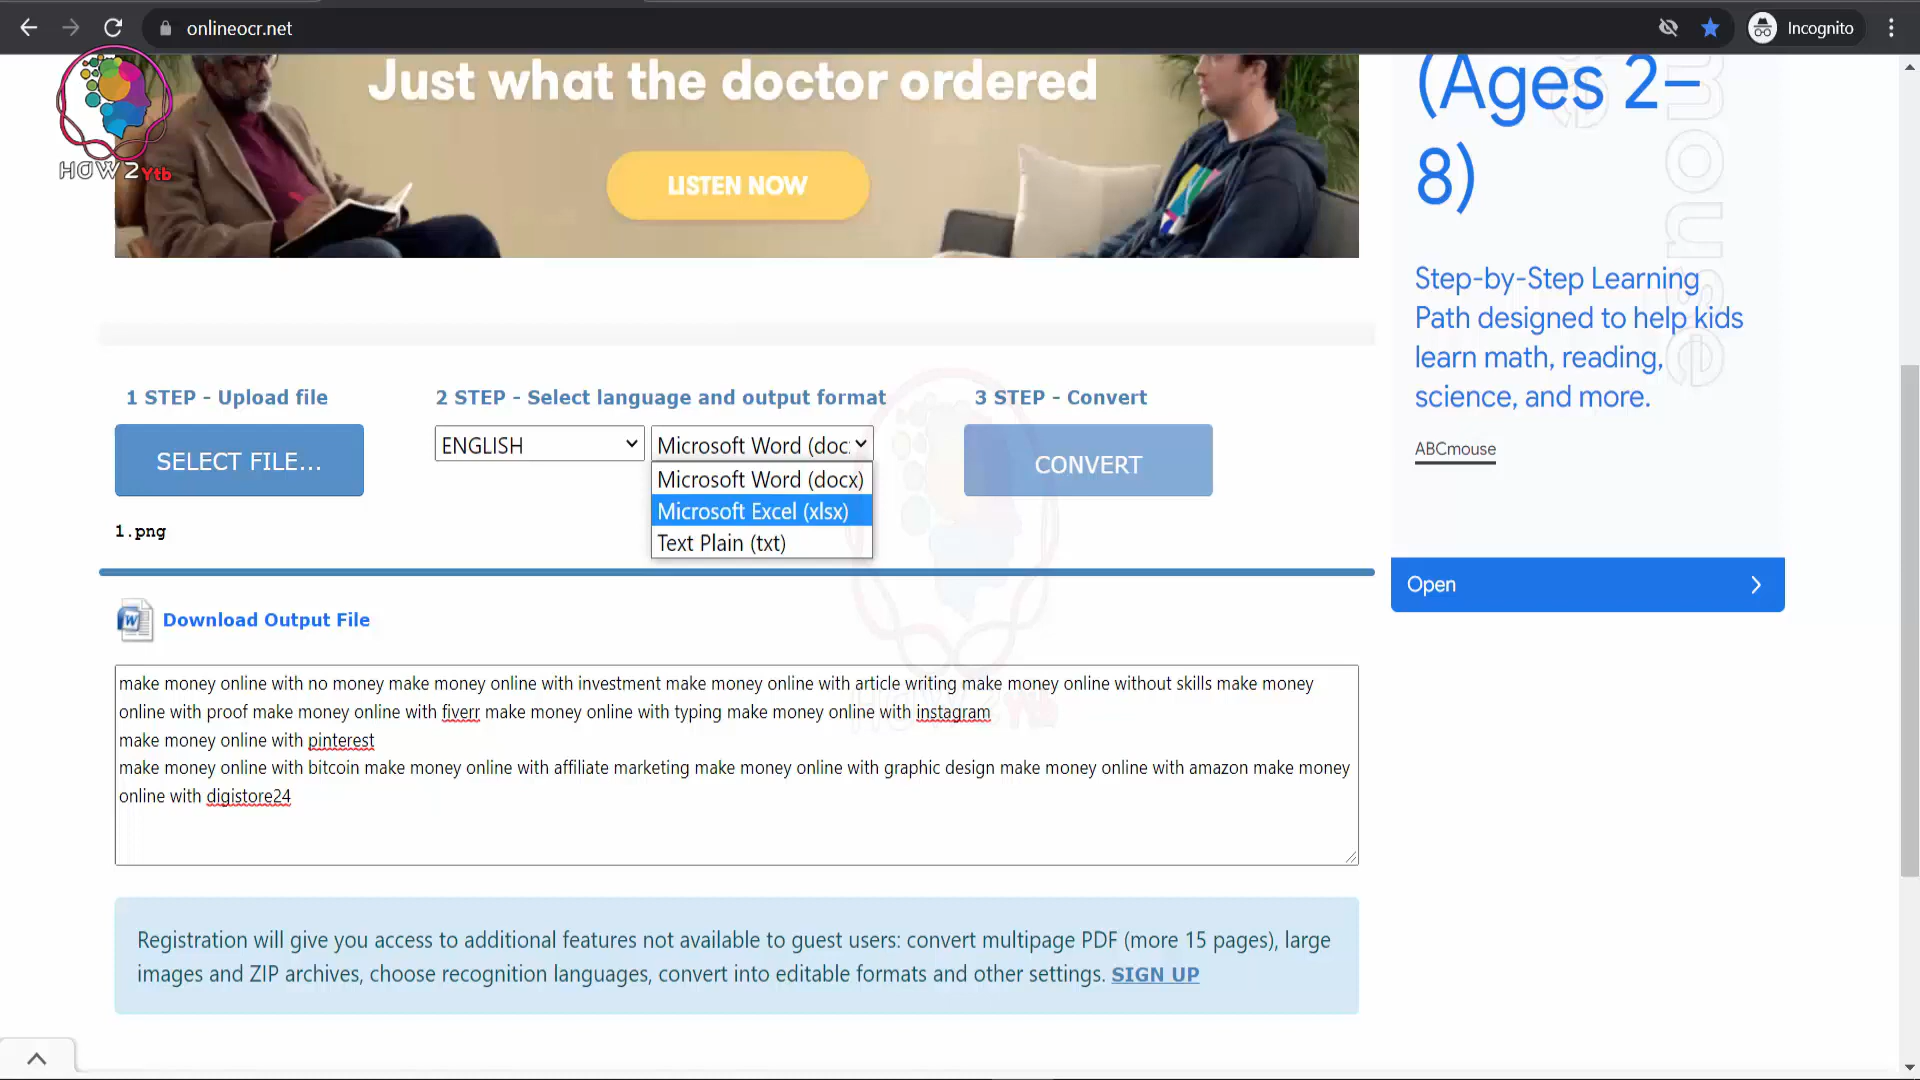 onlineocr.net
Incognito
HOW2Ytb
Just what the doctor ordered
LISTEN NOW
(Ages 2–
8)
Step-by-Step Learning
Path designed to help kids
learn math, reading,
science, and more.
ABCmouse
Open
1 STEP - Upload file
2 STEP - Select language and output format
3 STEP - Convert
SELECT FILE...
ENGLISH
Microsoft Word (doc
CONVERT
Microsoft Word (docx)
Microsoft Excel (xlsx)
Text Plain (txt)
1.png
Download Output File
make money online with no money make money online with investment make money online with article writing make money online without skills make money
online with proof make money online with fiverr make money online with typing make money online with instagram
make money online with pinterest
make money online with bitcoin make money online with affiliate marketing make money online with graphic design make money online with amazon make money
online with digistore24
Registration will give you access to additional features not available to guest users: convert multipage PDF (more 15 pages), large
images and ZIP archives, choose recognition languages, convert into editable formats and other settings. SIGN UP